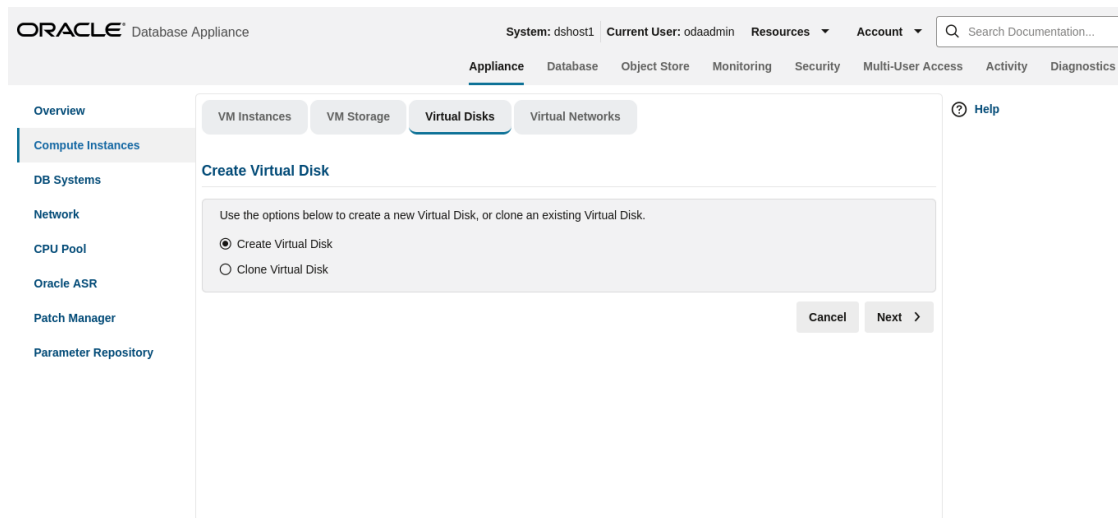 ORACLE Database Appliance
System: dshost1 Current User: odaadmin Resources Account Search Documentation...
Appliance Database Object Store Monitoring Security Multi-User Access Activity Diagnostics
Overview
Compute Instances
DB Systems
Network
CPU Pool
Oracle ASR
Patch Manager
Parameter Repository
VM Instances VM Storage Virtual Disks Virtual Networks
Create Virtual Disk
Use the options below to create a new Virtual Disk, or clone an existing Virtual Disk.
Create Virtual Disk
Clone Virtual Disk
Cancel Next
Help